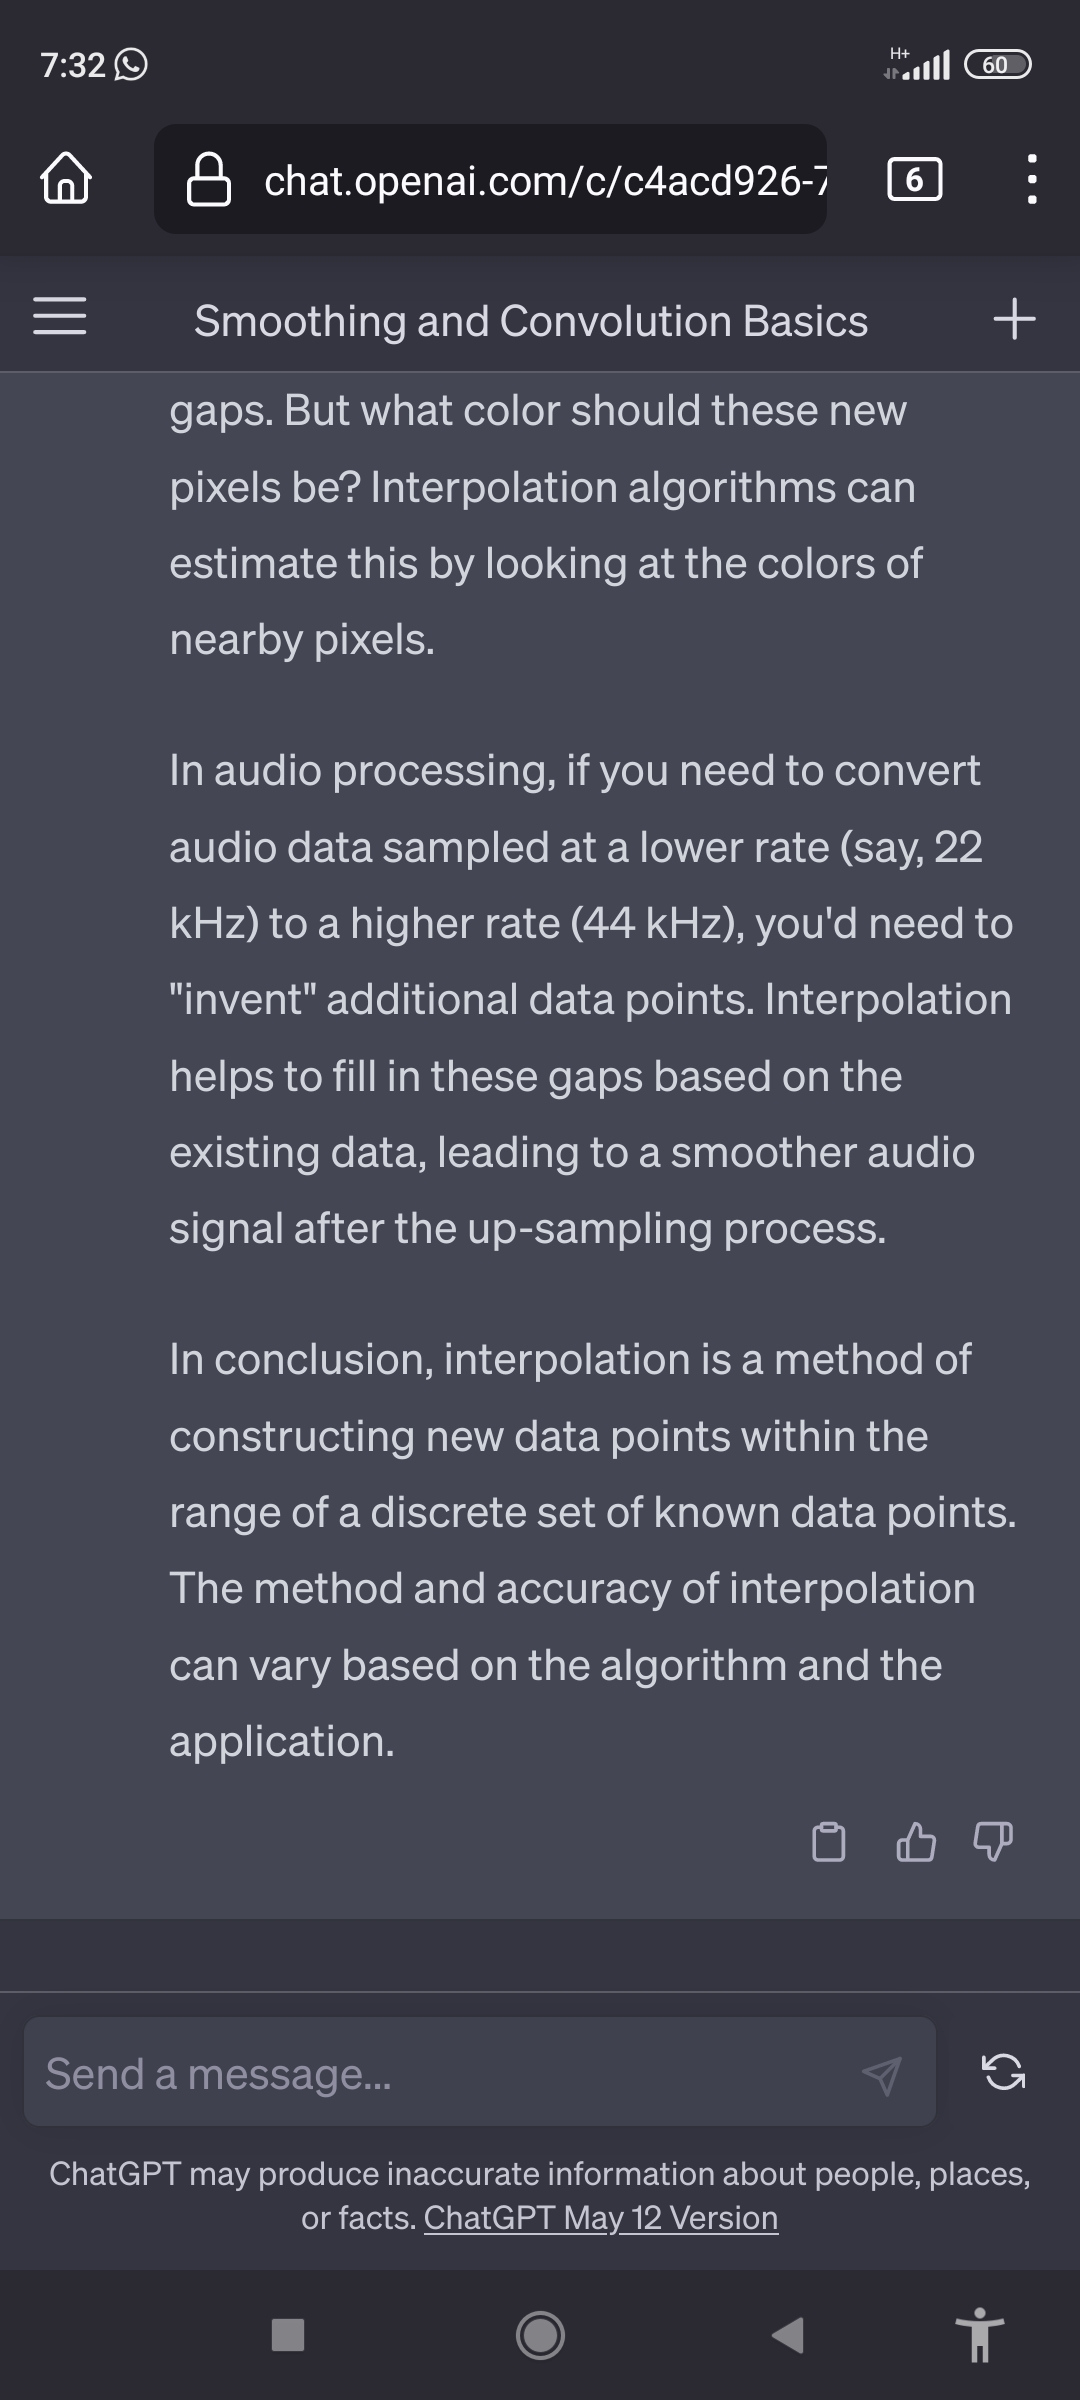 7:32
H+
60
chat.openai.com/c/c4acd926-7
6
Smoothing and Convolution Basics
gaps. But what color should these new
pixels be? Interpolation algorithms can
estimate this by looking at the colors of
nearby pixels.
In audio processing, if you need to convert
audio data sampled at a lower rate (say, 22
kHz) to a higher rate (44 kHz), you'd need to
"invent" additional data points. Interpolation
helps to fill in these gaps based on the
existing data, leading to a smoother audio
signal after the up-sampling process.
In conclusion, interpolation is a method of
constructing new data points within the
range of a discrete set of known data points.
The method and accuracy of interpolation
can vary based on the algorithm and the
application.
Send a message...
ChatGPT may produce inaccurate information about people, places,
or facts. ChatGPT May 12 Version